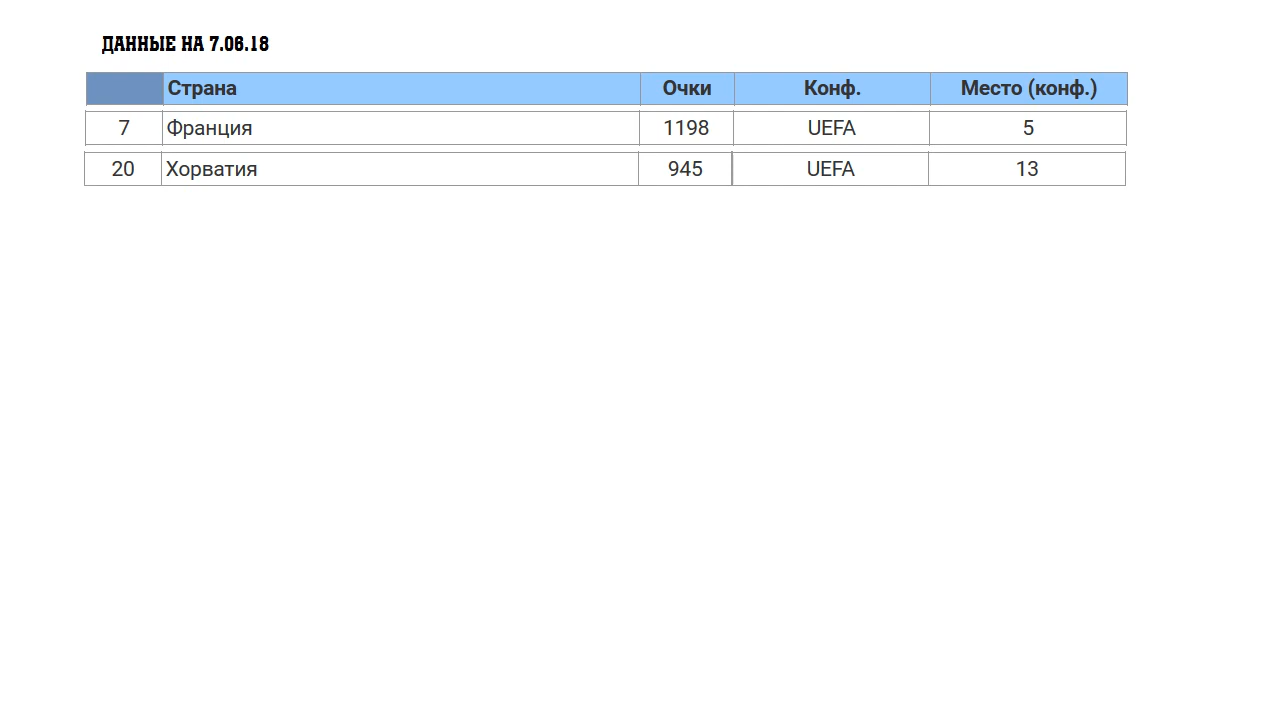 ДАННЫЕ НА 7.06.18
Страна Очки Конф. Место (конф.)
7 Франция 1198 UEFA 5
20 Хорватия 945 UEFA 13